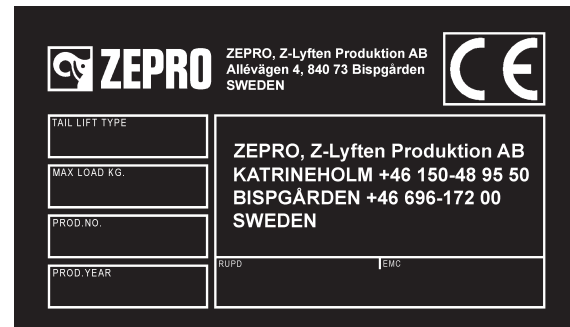 ZEPRO
ZEPRO, Z-Lyften Produktion AB
Allévägen 4, 840 73 Bispgården
SWEDEN
CE
TAIL LIFT TYPE
MAX LOAD KG.
PROD.NO.
PROD.YEAR
ZEPRO, Z-Lyften Produktion AB
KATRINEHOLM +46 150-48 95 50
BISPGÅRDEN +46 696-172 00
SWEDEN
RUPD
EMC